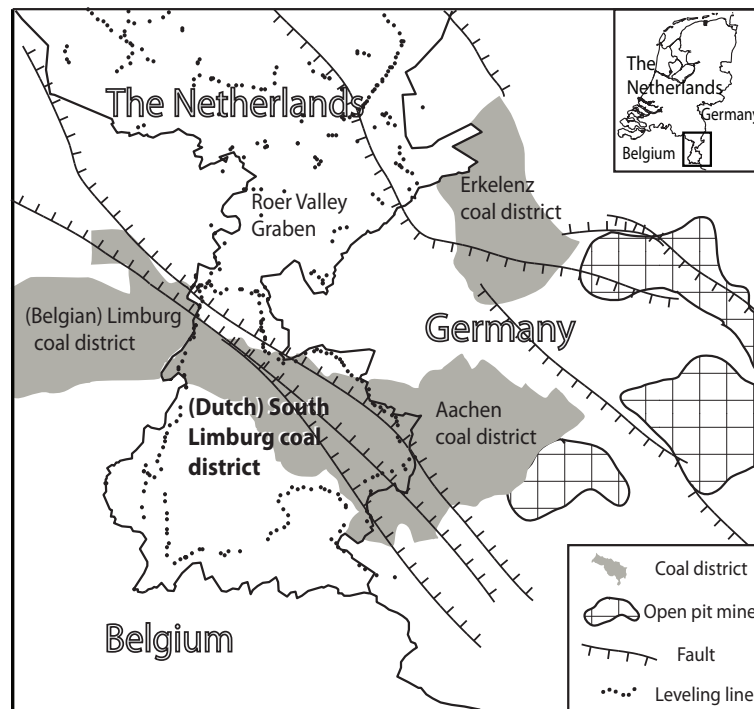 The Netherlands
The
Netherlands
Germany
Belgium
Erkelenz
coal district
Roer Valley
Graben
(Belgian) Limburg
coal district
Germany
(Dutch) South
Limburg coal
district
Aachen
coal district
Belgium
Coal district
Open pit mine
Fault
Leveling line